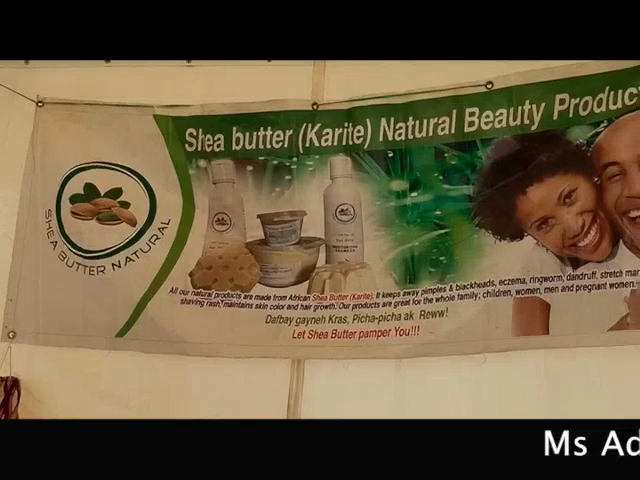 Shea butter (Karite) Natural Beauty Produc
SHEA BUTTER NATURAL
All our natural products are made from African Shea Butter (Karite). It keeps away pimples & blackheads, eczema, ringworm, dandruff, stretch mar
shaving rash, maintains skin color and hair growth. Our products are great for the whole family; children, women, men and pregnant women.
Dafbay gayneh Kras, Picha-picha ak Reww!
Let Shea Butter pamper You!!!
Ms Ad